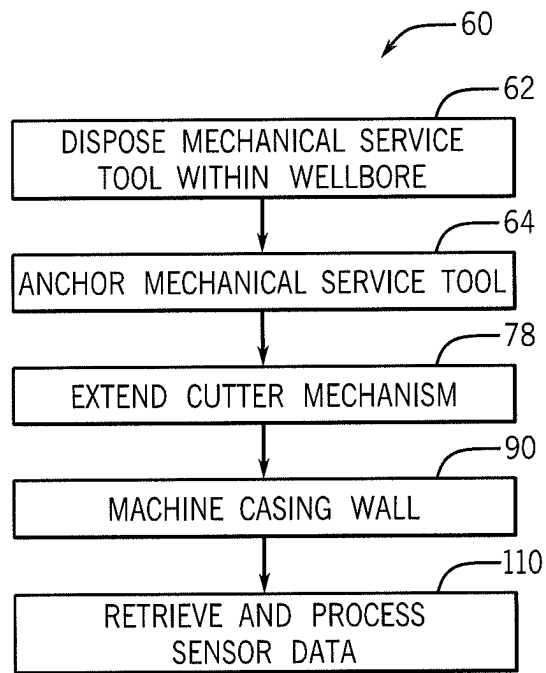 60
62
DISPOSE MECHANICAL SERVICE
TOOL WITHIN WELLBORE
64
ANCHOR MECHANICAL SERVICE TOOL
78
EXTEND CUTTER MECHANISM
90
MACHINE CASING WALL
110
RETRIEVE AND PROCESS
SENSOR DATA